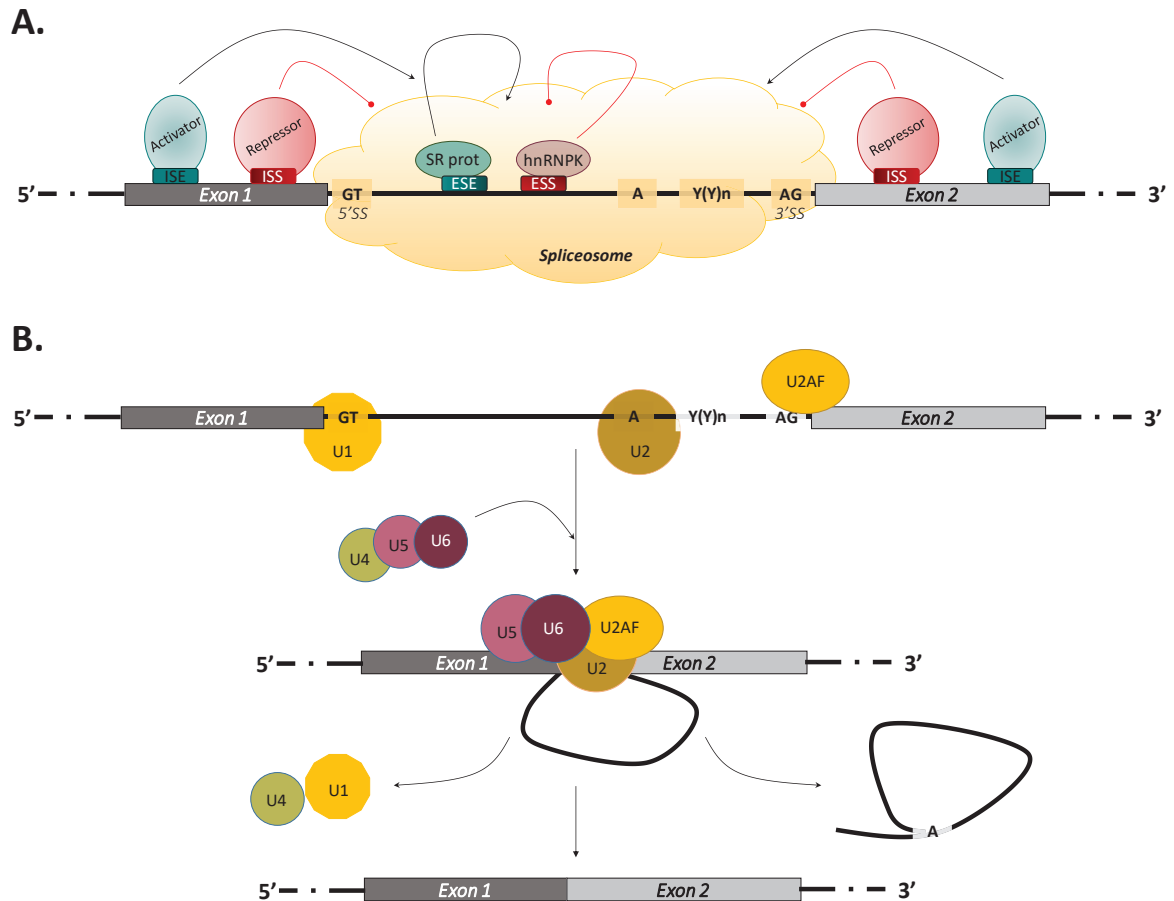 A.
Activator
Repressor
SR prot
hnRNPK
Repressor
Activator
ISE
ISS
ESE
ESS
ISS
ISE
5’
Exon 1
GT
A
Y(Y)n
AG
Exon 2
3’
5’SS
3’SS
Spliceosome
B.
U2AF
5’
Exon 1
GT
A
Y(Y)n
AG
Exon 2
3’
U1
U2
U4
U5
U6
U5
U6
U2AF
5’
Exon 1
U2
Exon 2
3’
U4
U1
A
5’
Exon 1
Exon 2
3’